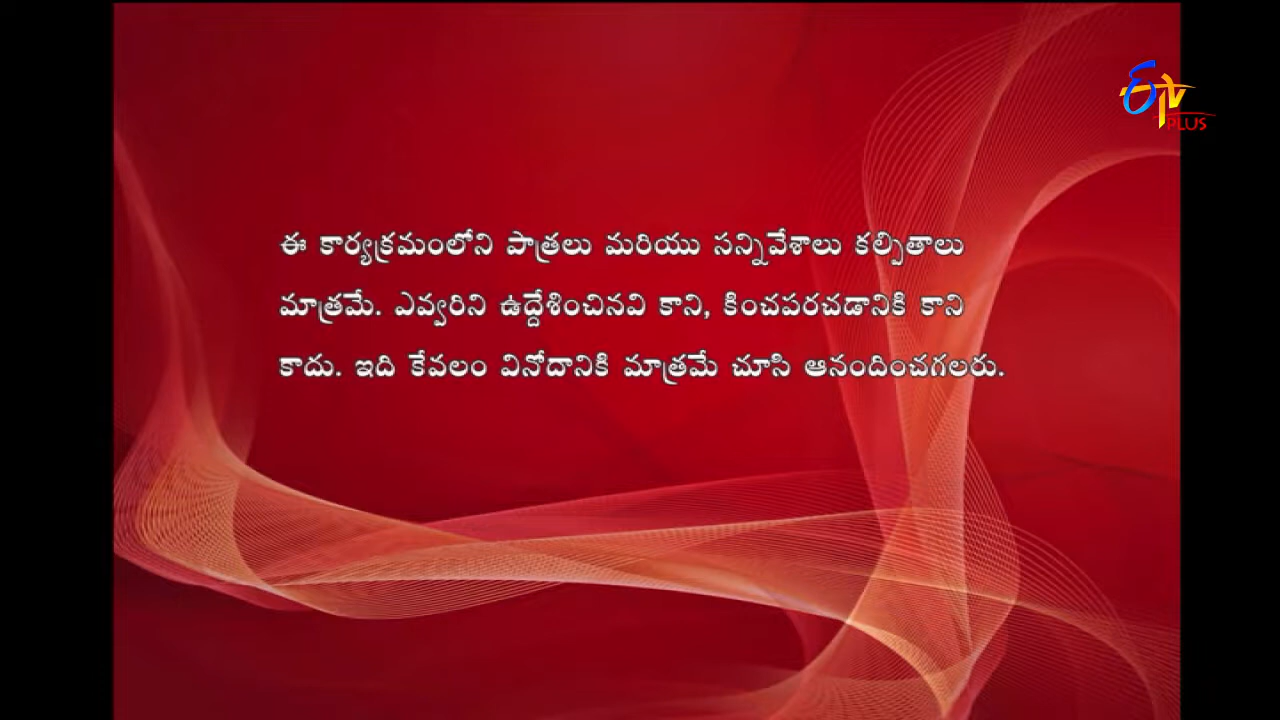 ETV
PLUS
ఈ కార్యక్రమంలోని పాత్రలు మరియు సన్నివేశాలు కల్పితాలు
మాత్రమే. ఎవ్వరిని ఉద్దేశించినవి కాని, కించపరచడానికి కాని
కాదు. ఇది కేవలం వినోదానికి మాత్రమే చూసి ఆనందించగలరు.